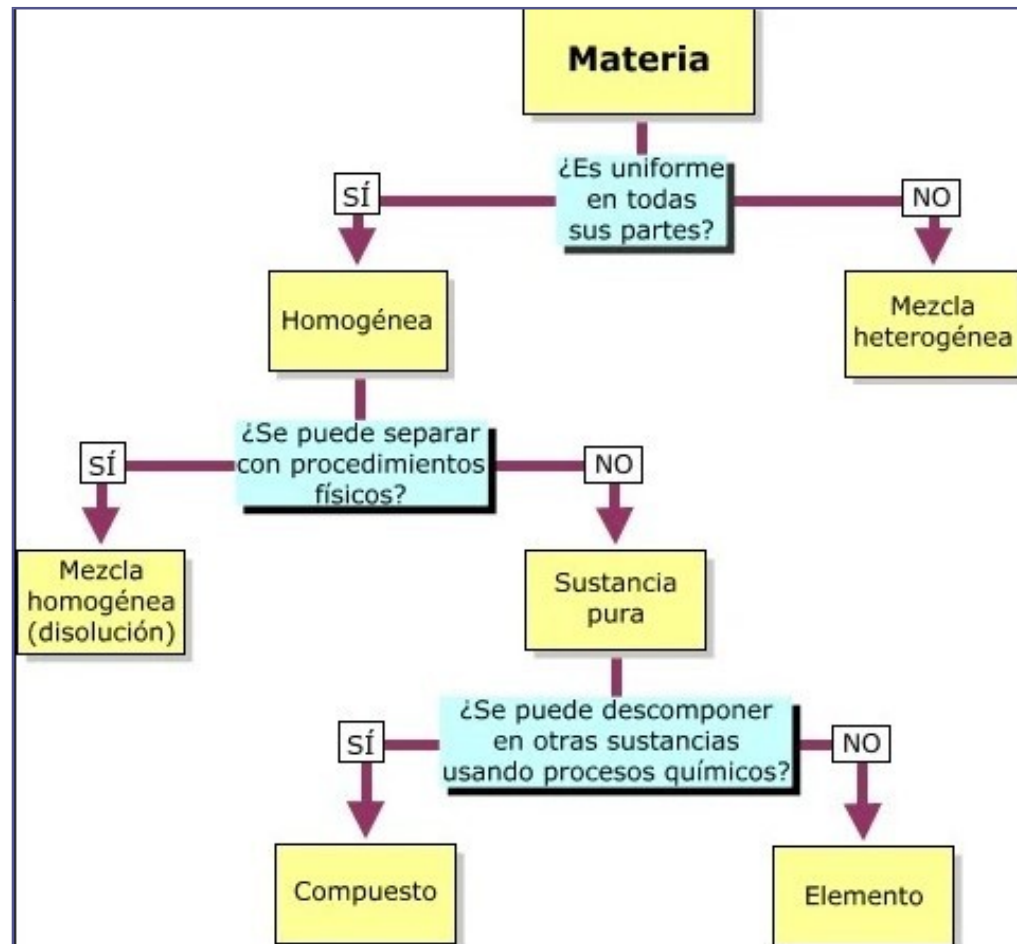 Materia
¿Es uniforme
en todas
sus partes?
SÍ
NO
Homogénea
Mezcla
heterogénea
¿Se puede separar
con procedimientos
físicos?
SÍ
NO
Mezcla
homogénea
(disolución)
Sustancia
pura
¿Se puede descomponer
en otras sustancias
usando procesos químicos?
SÍ
NO
Compuesto
Elemento